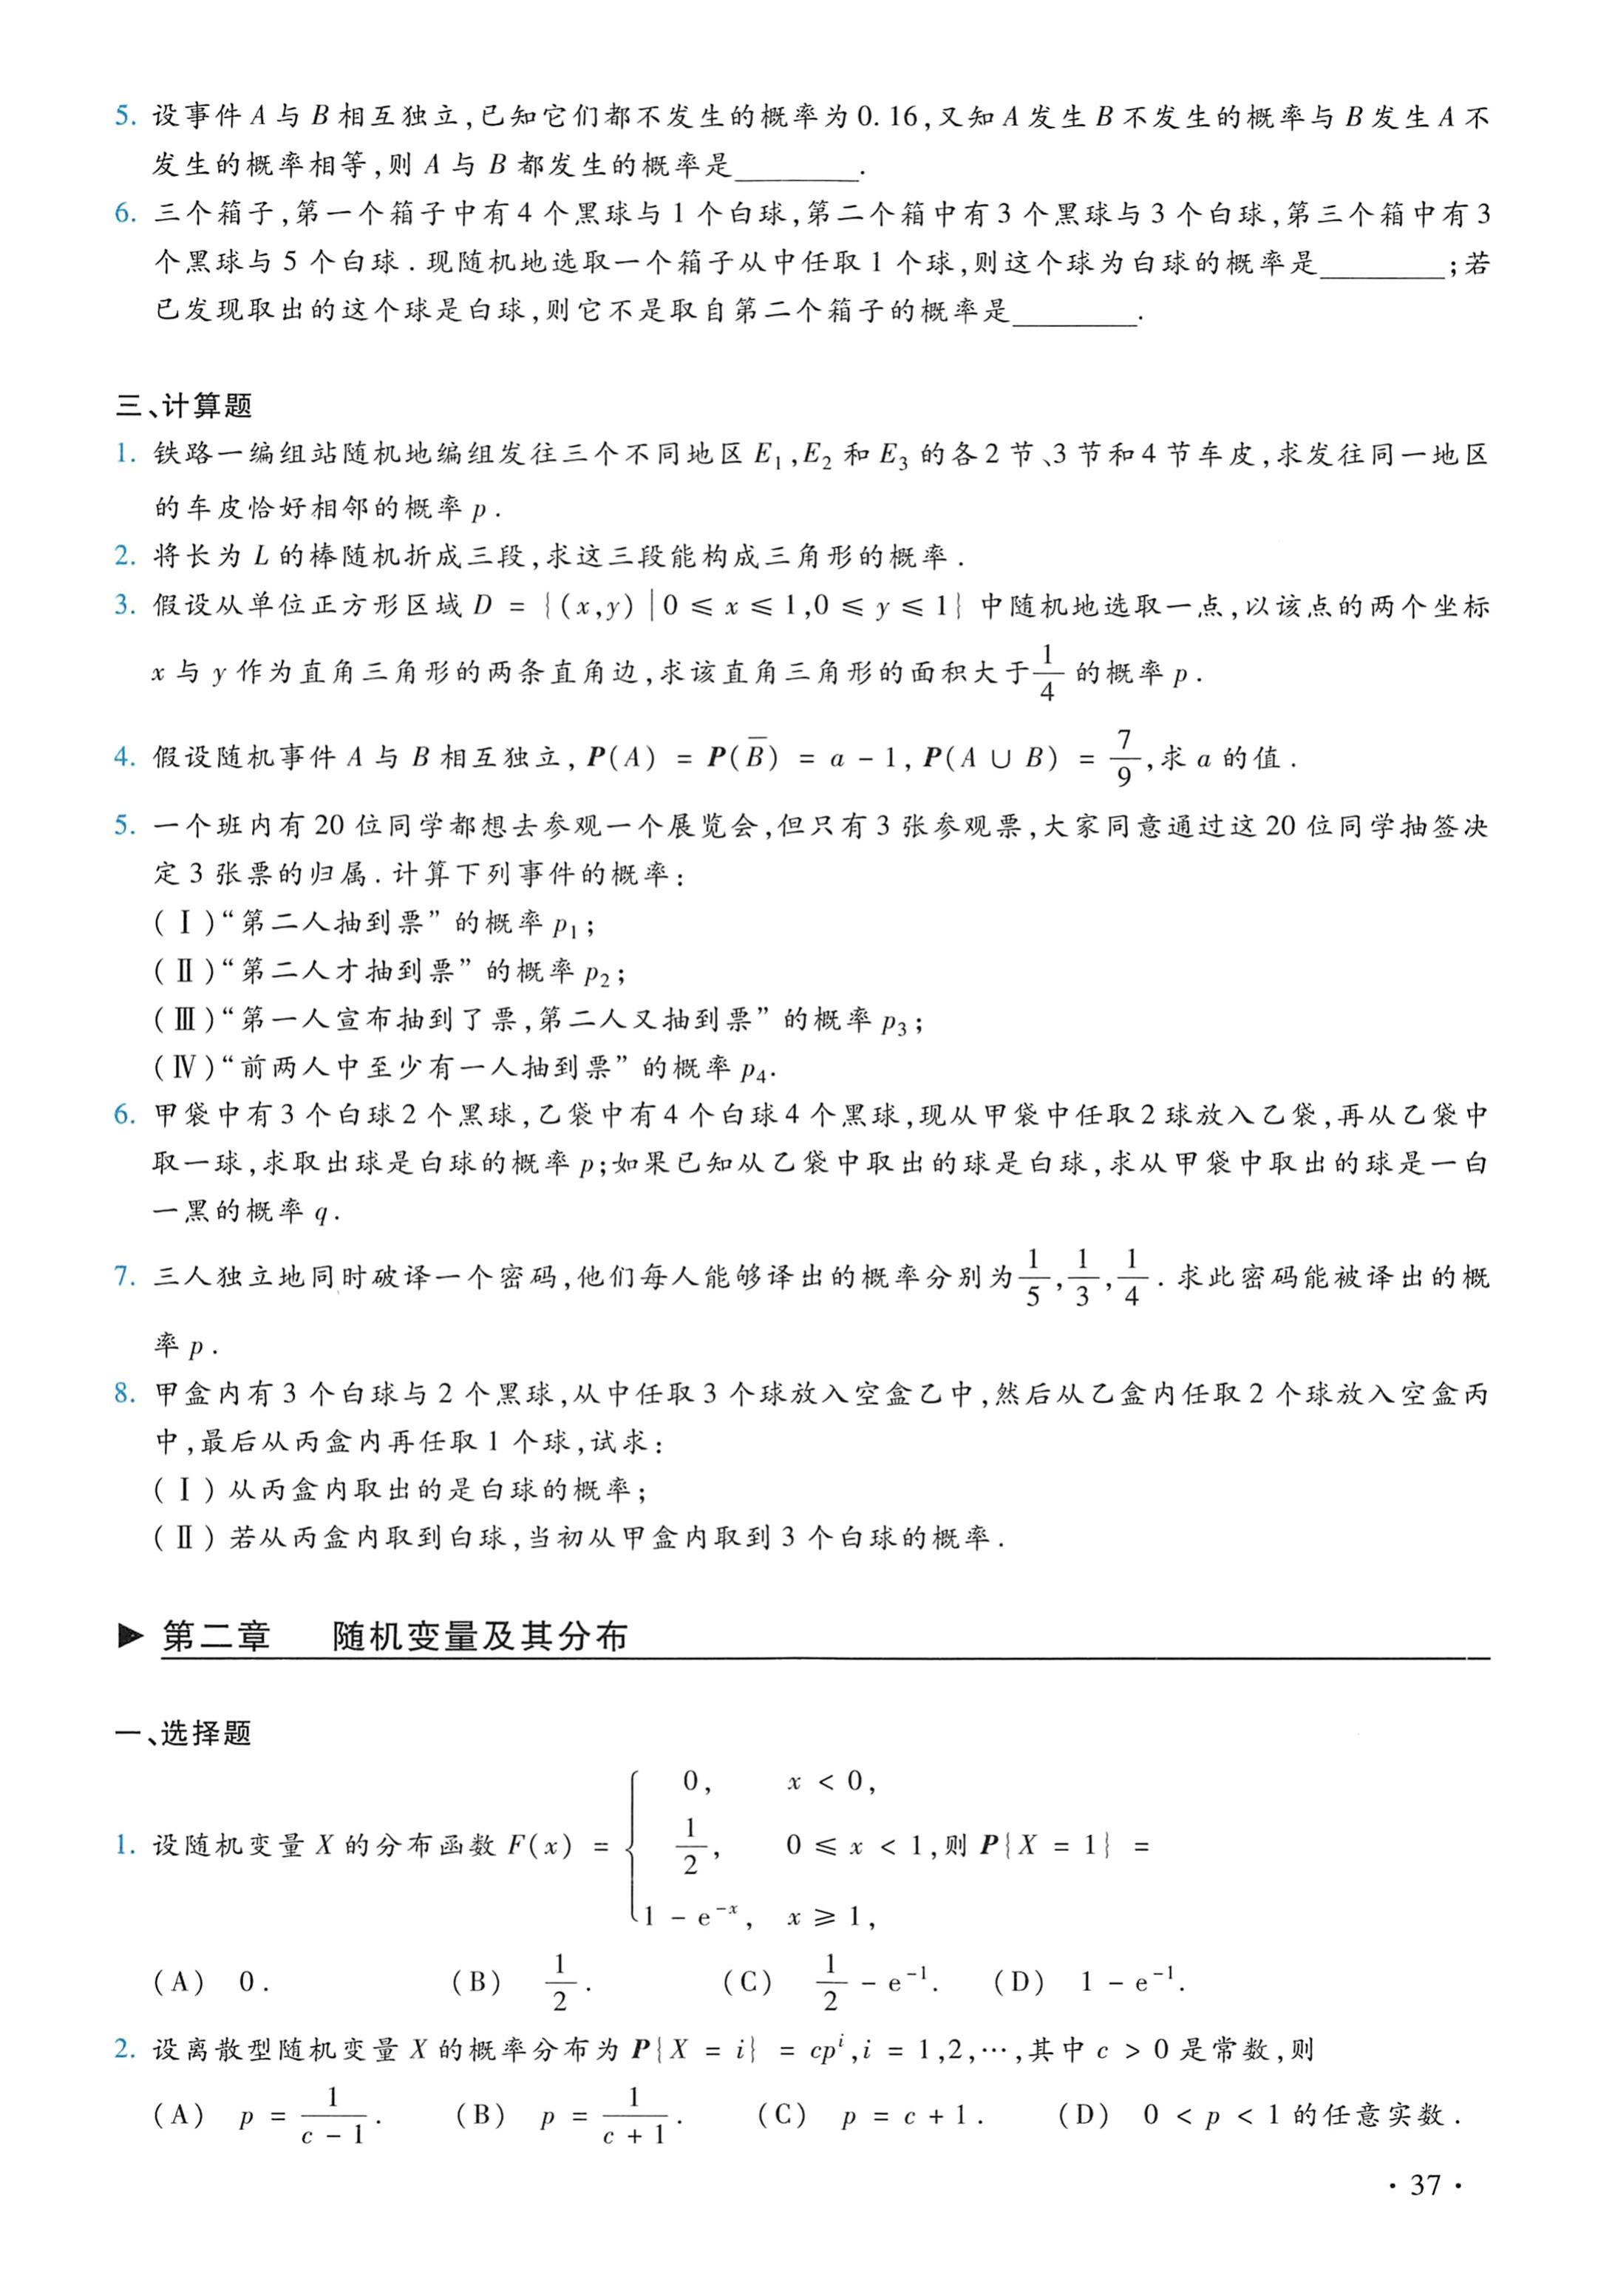 5. 设事件 A 与 B 相互独立,已知它们都不发生的概率为 0.16,又知 A 发生 B 不发生的概率与 B 发生 A 不
发生的概率相等,则 A 与 B 都发生的概率是________.
6. 三个箱子,第一个箱子中有 4 个黑球与 1 个白球,第二个箱中有 3 个黑球与 3 个白球,第三个箱中有 3
个黑球与 5 个白球.现随机地选取一个箱子从中任取 1 个球,则这个球为白球的概率是________;若
已发现取出的这个球是白球,则它不是取自第二个箱子的概率是________.
三、计算题
1. 铁路一编组站随机地编组发往三个不同地区 E₁,E₂ 和 E₃ 的各 2 节、3 节和 4 节车皮,求发往同一地区
的车皮恰好相邻的概率 p.
2. 将长为 L 的棒随机折成三段,求这三段能构成三角形的概率.
3. 假设从单位正方形区域 D = {(x,y)|0 ≤ x ≤ 1,0 ≤ y ≤ 1} 中随机地选取一点,以该点的两个坐标
x 与 y 作为直角三角形的两条直角边,求该直角三角形的面积大于 1/4 的概率 p.
4. 假设随机事件 A 与 B 相互独立, P(A) = P(B̅) = a - 1, P(A ∪ B) = 7/9,求 a 的值.
5. 一个班内有 20 位同学都想去参观一个展览会,但只有 3 张参观票,大家同意通过这 20 位同学抽签决
定 3 张票的归属.计算下列事件的概率:
(Ⅰ)“第二人抽到票”的概率 p₁;
(Ⅱ)“第二人才抽到票”的概率 p₂;
(Ⅲ)“第一人宣布抽到了票,第二人又抽到票”的概率 p₃;
(Ⅳ)“前两人中至少有一人抽到票”的概率 p₄.
6. 甲袋中有 3 个白球 2 个黑球,乙袋中有 4 个白球 4 个黑球,现从甲袋中任取 2 球放入乙袋,再从乙袋中
取一球,求取出球是白球的概率 p;如果已知从乙袋中取出的球是白球,求从甲袋中取出的球是一白
一黑的概率 q.
7. 三人独立地同时破译一个密码,他们每人能够译出的概率分别为 1/5, 1/3, 1/4.求此密码能被译出的概
率 p.
8. 甲盒内有 3 个白球与 2 个黑球,从中任取 3 个球放入空盒乙中,然后从乙盒内任取 2 个球放入空盒丙
中,最后从丙盒内再任取 1 个球,试求:
(Ⅰ) 从丙盒内取出的是白球的概率;
(Ⅱ) 若从丙盒内取到白球,当初从甲盒内取到 3 个白球的概率.
▶ 第二章 随机变量及其分布
一、选择题
1. 设随机变量 X 的分布函数 F(x) = { 0, x < 0, 1/2, 0 ≤ x < 1, 1 - e⁻ˣ, x ≥ 1, 则 P{X = 1} =
(A) 0. (B) 1/2. (C) 1/2 - e⁻¹. (D) 1 - e⁻¹.
2. 设离散型随机变量 X 的概率分布为 P{X = i} = cpⁱ,i = 1,2,⋯,其中 c > 0 是常数,则
(A) p = 1/(c - 1). (B) p = 1/(c + 1). (C) p = c + 1. (D) 0 < p < 1 的任意实数.
· 37 ·